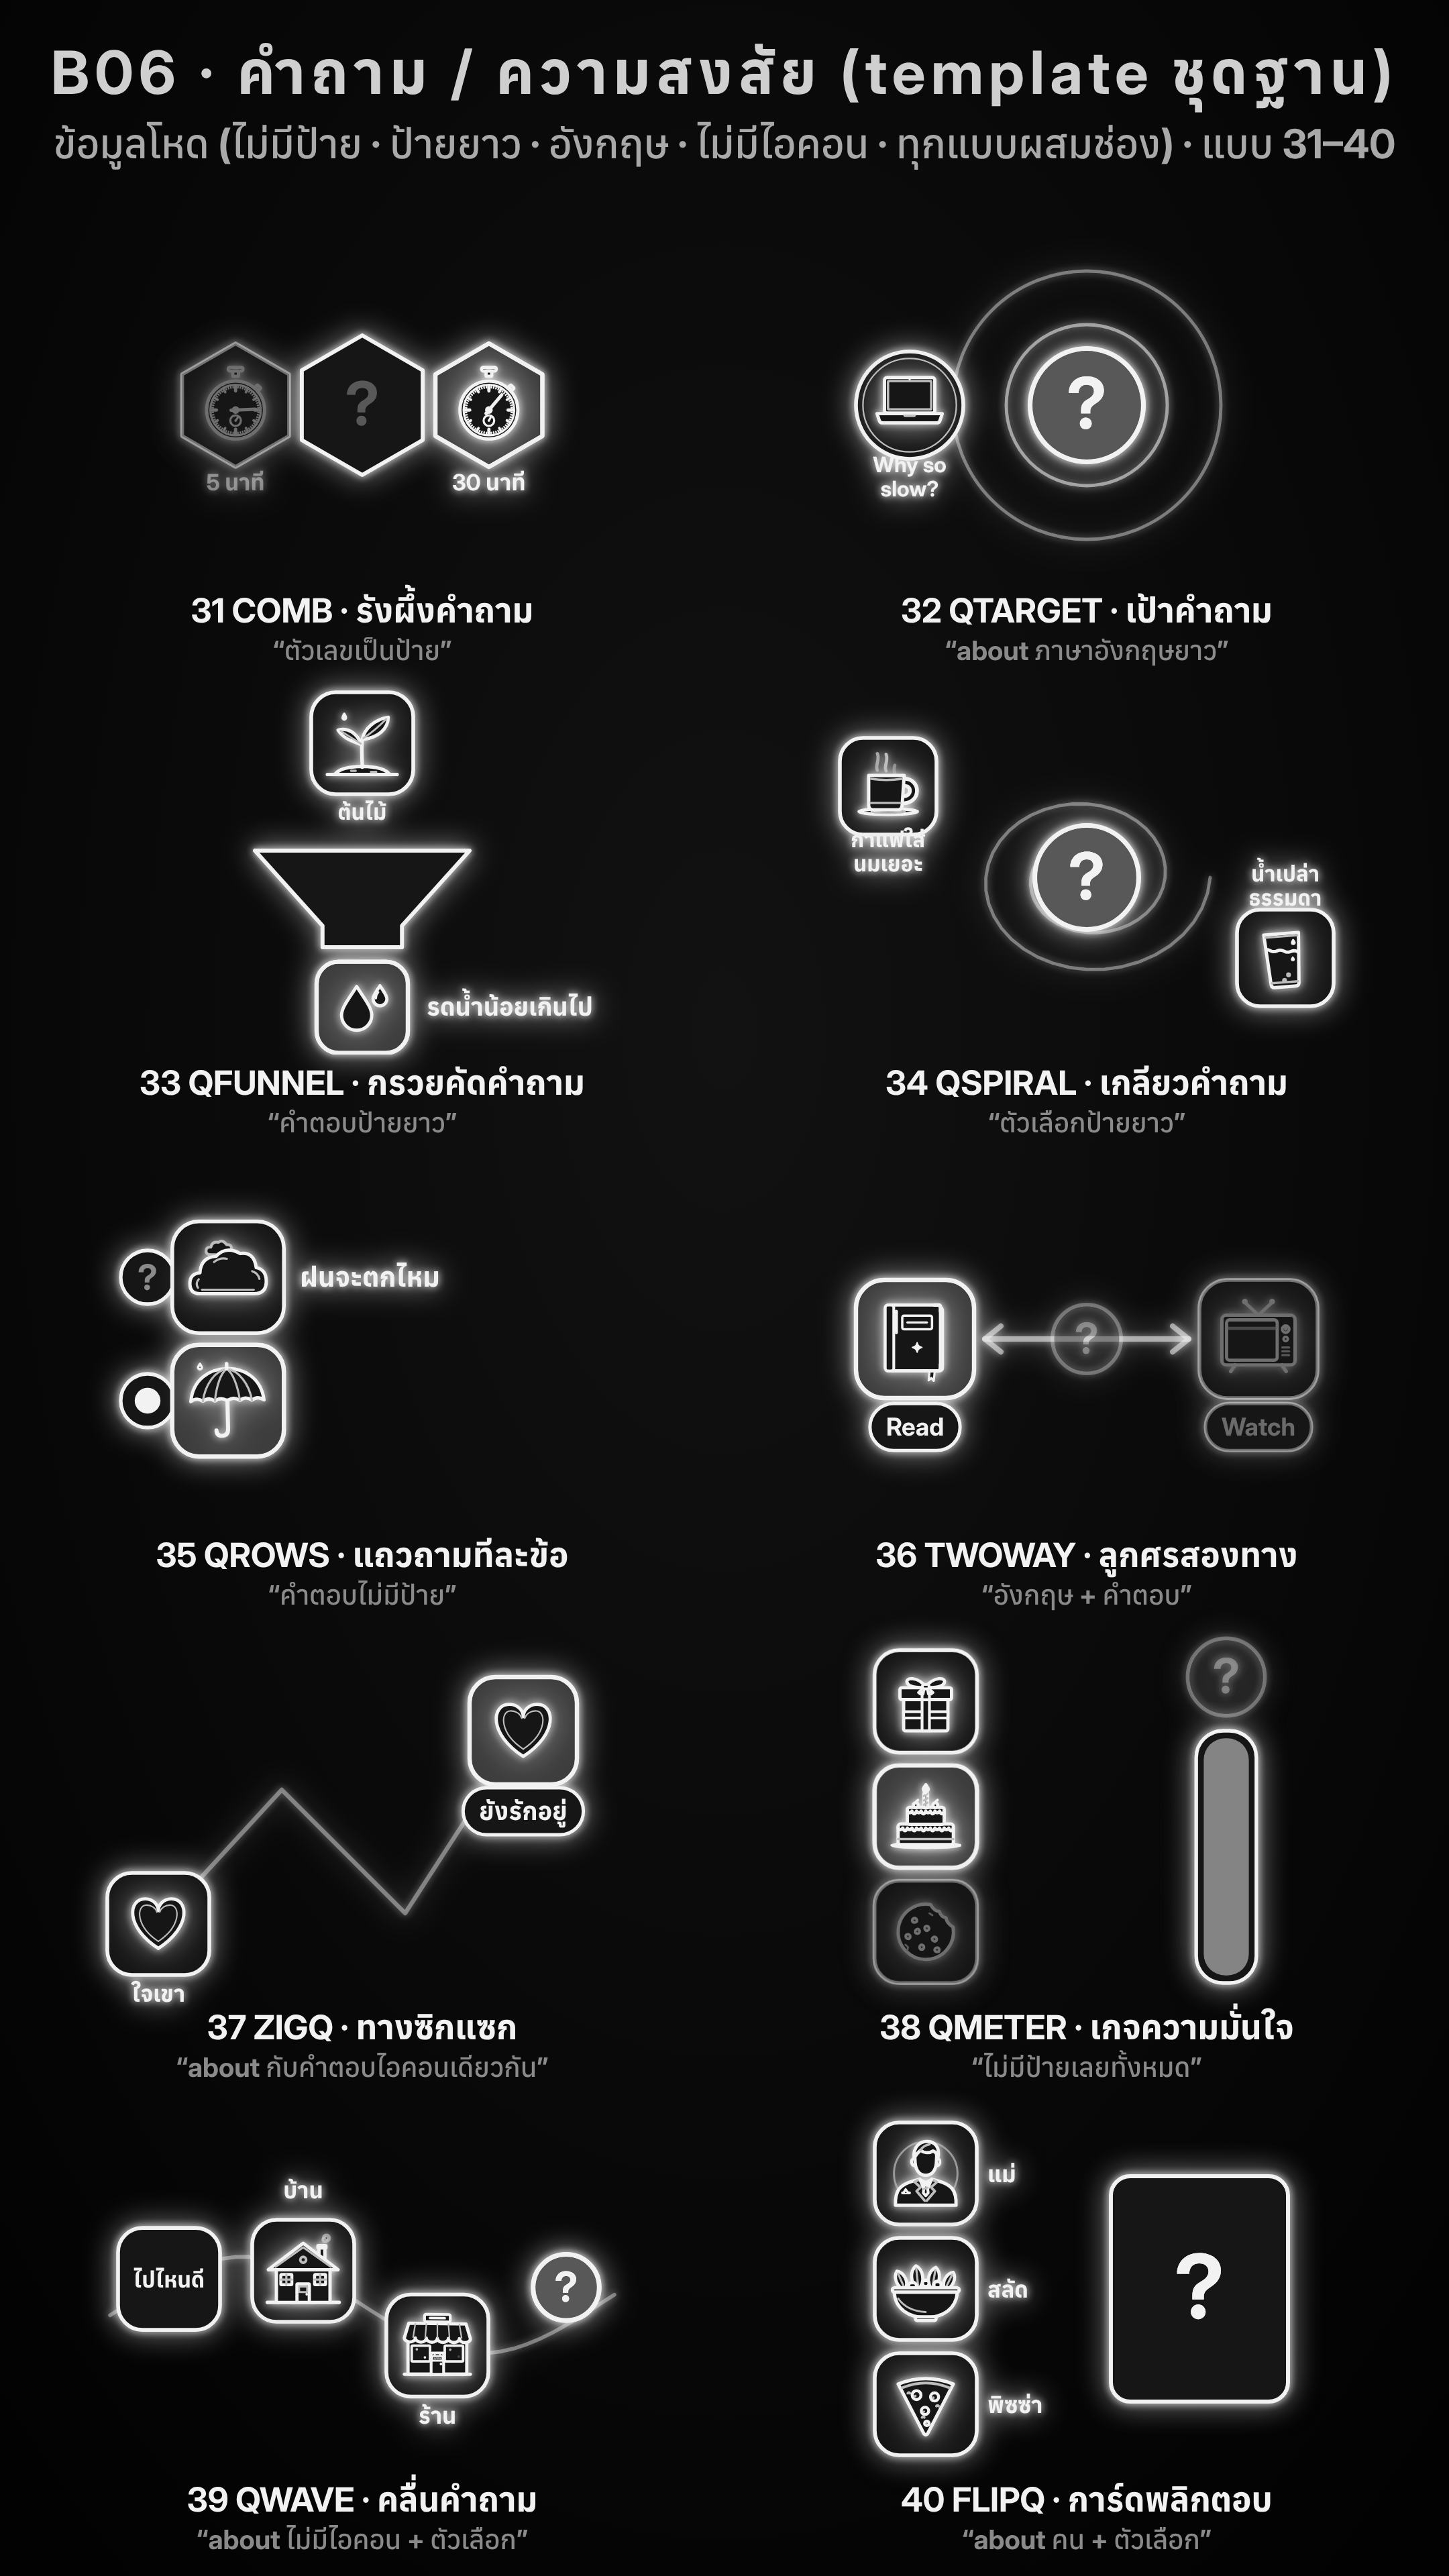 B06 · คำถาม / ความสงสัย (template ชุดฐาน)
ข้อมูลโหด (ไม่มีป้าย · ป้ายยาว · อังกฤษ · ไม่มีไอคอน · ทุกแบบผสมช่อง) · แบบ 31–40
?
5 นาที
30 นาที
31 COMB · รังผึ้งคำถาม
“ตัวเลขเป็นป้าย”
?
Why so
slow?
32 QTARGET · เป้าคำถาม
“about ภาษาอังกฤษยาว”
ต้นไม้
รดน้ำน้อยเกินไป
33 QFUNNEL · กรวยคัดคำถาม
“คำตอบป้ายยาว”
กาแฟใส่
นมเยอะ
?
น้ำเปล่า
ธรรมดา
34 QSPIRAL · เกลียวคำถาม
“ตัวเลือกป้ายยาว”
?
ฝนจะตกไหม
35 QROWS · แถวถามทีละข้อ
“คำตอบไม่มีป้าย”
?
Read
Watch
36 TWOWAY · ลูกศรสองทาง
“อังกฤษ + คำตอบ”
ยังรักอยู่
ใจเขา
37 ZIGQ · ทางซิกแซก
“about กับคำตอบไอคอนเดียวกัน”
?
38 QMETER · เกจความมั่นใจ
“ไม่มีป้ายเลยทั้งหมด”
บ้าน
ไปไหนดี
?
ร้าน
39 QWAVE · คลื่นคำถาม
“about ไม่มีไอคอน + ตัวเลือก”
แม่
สลัด
พิซซ่า
?
40 FLIPQ · การ์ดพลิกตอบ
“about คน + ตัวเลือก”